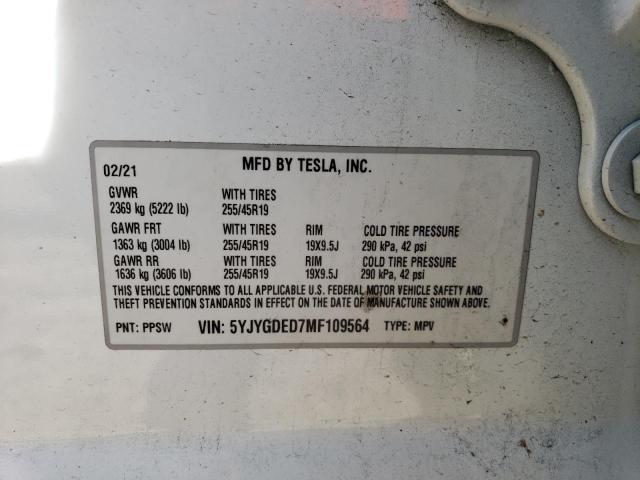 02/21 MFD BY TESLA, INC.
GVWR WITH TIRES
2369 kg (5222 lb) 255/45R19
GAWR FRT WITH TIRES RIM COLD TIRE PRESSURE
1363 kg (3004 lb) 255/45R19 19X9.5J 290 kPa, 42 psi
GAWR RR WITH TIRES RIM COLD TIRE PRESSURE
1636 kg (3606 lb) 255/45R19 19X9.5J 290 kPa, 42 psi
THIS VEHICLE CONFORMS TO ALL APPLICABLE U.S. FEDERAL MOTOR VEHICLE SAFETY AND
THEFT PREVENTION STANDARDS IN EFFECT ON THE DATE OF MANUFACTURE SHOWN ABOVE.
PNT: PPSW VIN: 5YJYGDED7MF109564 TYPE: MPV